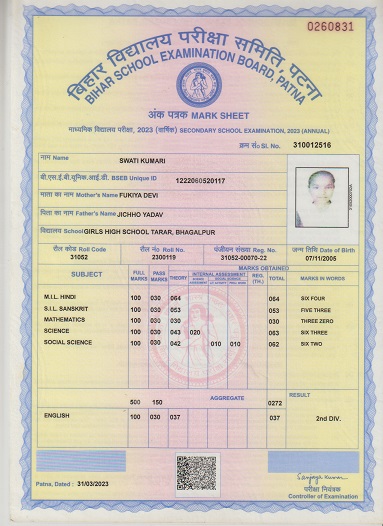 0260831
बिहार विद्यालय परीक्षा समिति, पटना
BIHAR SCHOOL EXAMINATION BOARD, PATNA
अंक पत्रक MARK SHEET
माध्यमिक विद्यालय परीक्षा, 2023 (वार्षिक) SECONDARY SCHOOL EXAMINATION, 2023 (ANNUAL)
क्रम सं० Sl. No. 310012516
नाम Name SWATI KUMARI
बी.एस.ई.बी.यूनिक.आई.डी. BSEB Unique ID 1222060520117
माता का नाम Mother's Name FUKIYA DEVI
पिता का नाम Father's Name JICHHO YADAV
विद्यालय School GIRLS HIGH SCHOOL TARAR, BHAGALPUR
रौल कोड Roll Code रौल नं० Roll No. पंजीयन संख्या Reg. No. जन्म तिथि Date of Birth
31052 2300119 31052-00070-22 07/11/2005
MARKS OBTAINED
SUBJECT FULL MARKS PASS MARKS THEORY INTERNAL ASSESSMENT REG. (TH.) TOTAL MARKS IN WORDS
M.I.L. HINDI 100 030 064 064 SIX FOUR
S.I.L. SANSKRIT 100 030 053 053 FIVE THREE
MATHEMATICS 100 030 030 030 THREE ZERO
SCIENCE 100 030 043 020 063 SIX THREE
SOCIAL SCIENCE 100 030 042 010 010 062 SIX TWO
500 150 AGGREGATE 0272 RESULT
ENGLISH 100 030 037 037 2nd DIV.
Patna, Dated : 31/03/2023
परीक्षा नियंत्रक
Controller of Examination